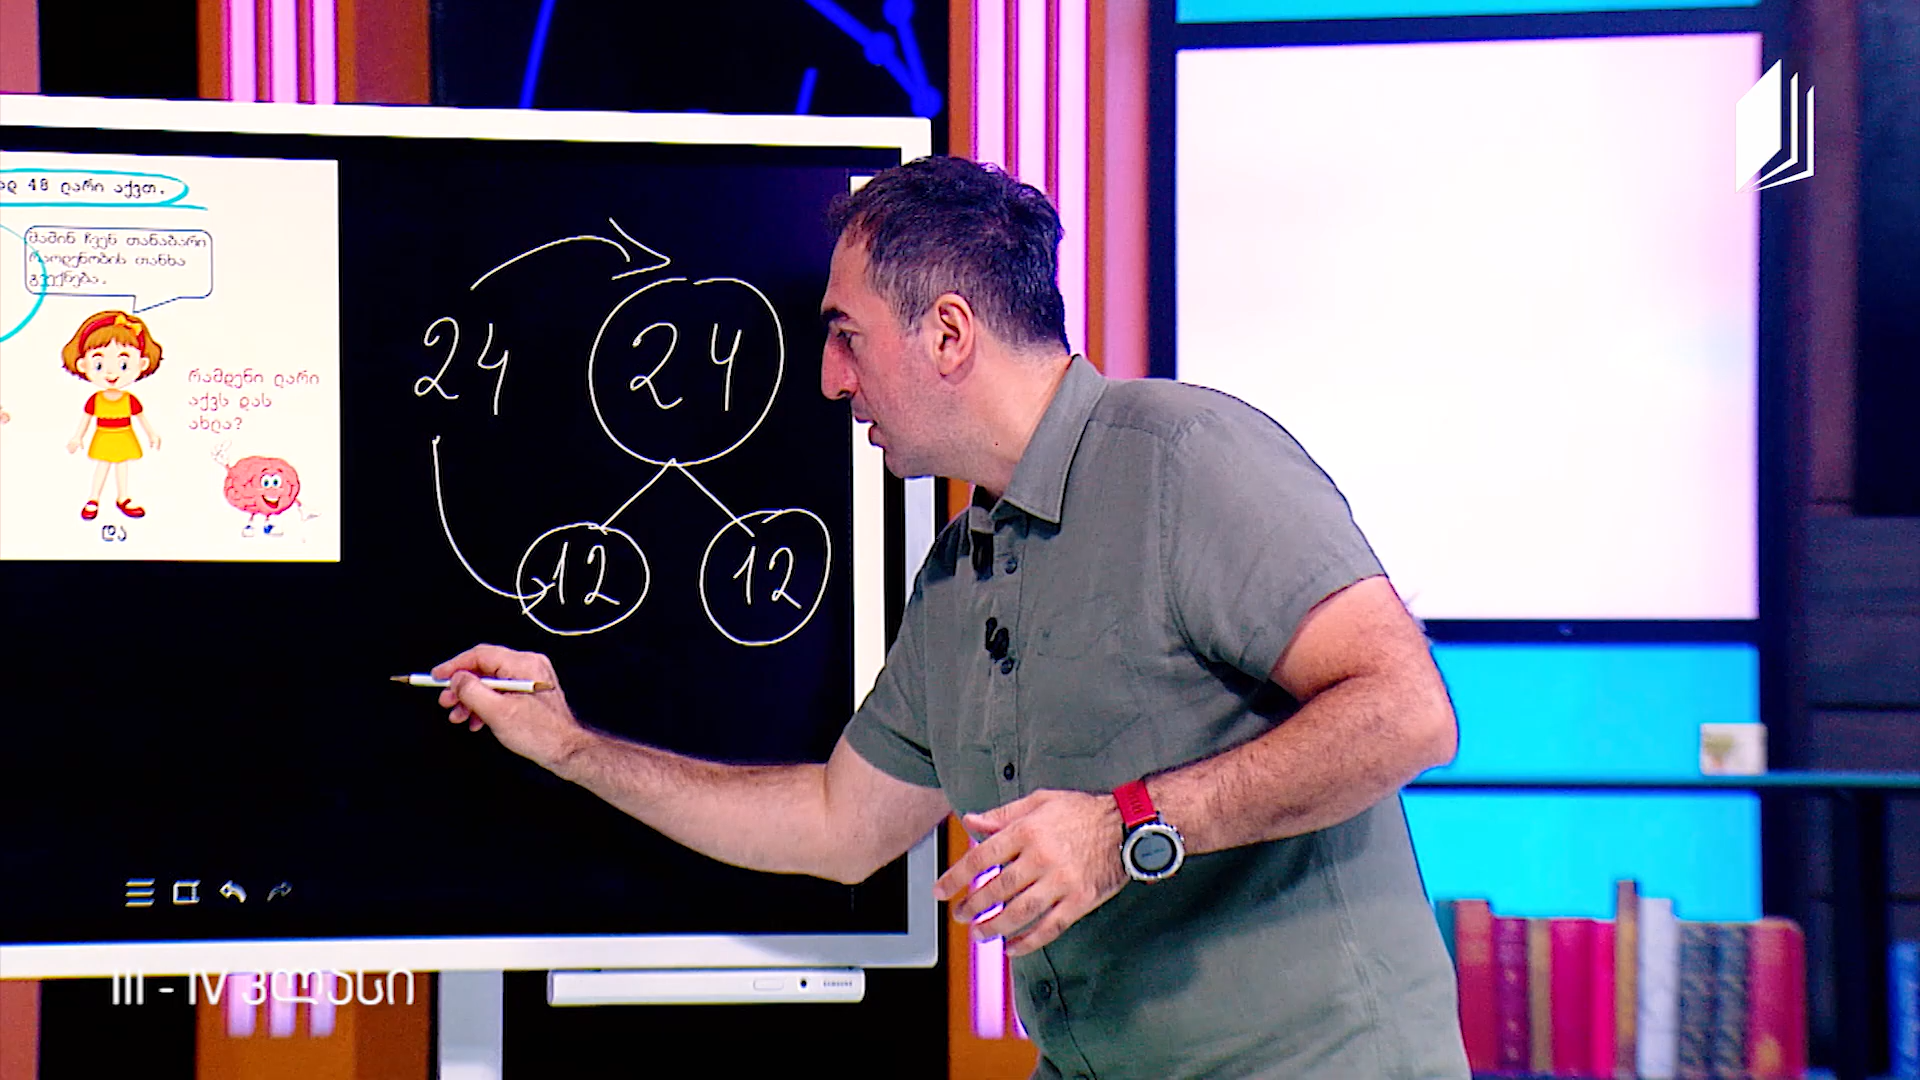 48 ლარი აქვთ.
მაშინ ჩვენ თანაბარი
რაოდენობის თანხა
გვექნება.
რამდენი ლარი
აქვს დას
ახლა?
და
24 24
12 12
III - IV კლასი
SAMSUNG